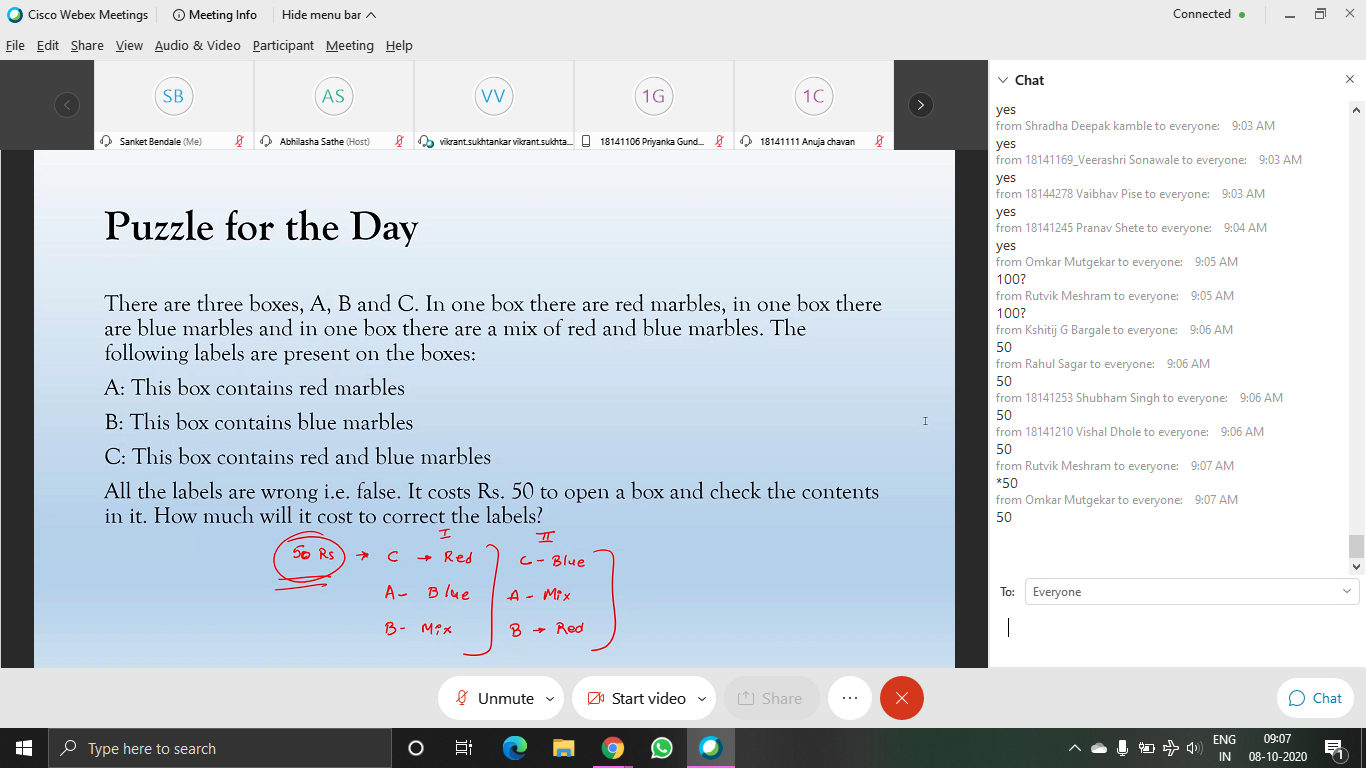 Cisco Webex Meetings Meeting Info Hide menu bar Connected
File Edit Share View Audio & Video Participant Meeting Help
SB AS VV 1G 1C
Sanket Bendale (Me) Abhilasha Sathe (Host) vikrant.sukhtankar vikrant.sukhta... 18141106 Priyanka Gund... 18141111 Anuja chavan
Puzzle for the Day
There are three boxes, A, B and C. In one box there are red marbles, in one box there
are blue marbles and in one box there are a mix of red and blue marbles. The
following labels are present on the boxes:
A: This box contains red marbles
B: This box contains blue marbles
C: This box contains red and blue marbles
All the labels are wrong i.e. false. It costs Rs. 50 to open a box and check the contents
in it. How much will it cost to correct the labels?
I II
50 Rs → C → Red C - Blue
A - Blue A - Mix
B - Mix B → Red
Chat
yes
from Shradha Deepak kamble to everyone: 9:03 AM
yes
from 18141169_Veerashri Sonawale to everyone: 9:03 AM
yes
from 18144278 Vaibhav Pise to everyone: 9:03 AM
yes
from 18141245 Pranav Shete to everyone: 9:04 AM
yes
from Omkar Mutgekar to everyone: 9:05 AM
100?
from Rutvik Meshram to everyone: 9:05 AM
100?
from Kshitij G Bargale to everyone: 9:06 AM
50
from Rahul Sagar to everyone: 9:06 AM
50
from 18141253 Shubham Singh to everyone: 9:06 AM
50
from 18141210 Vishal Dhole to everyone: 9:06 AM
50
from Rutvik Meshram to everyone: 9:07 AM
*50
from Omkar Mutgekar to everyone: 9:07 AM
50
To: Everyone
Unmute Start video Share Chat
Type here to search
ENG 09:07
IN 08-10-2020 1